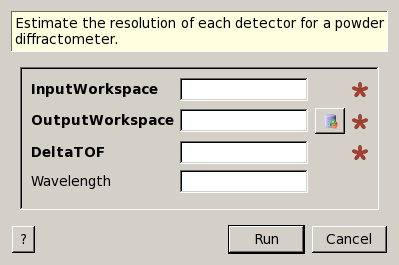 Estimate the resolution of each detector for a powder
diffractometer.
InputWorkspace
OutputWorkspace
DeltaTOF
Wavelength
? Run Cancel